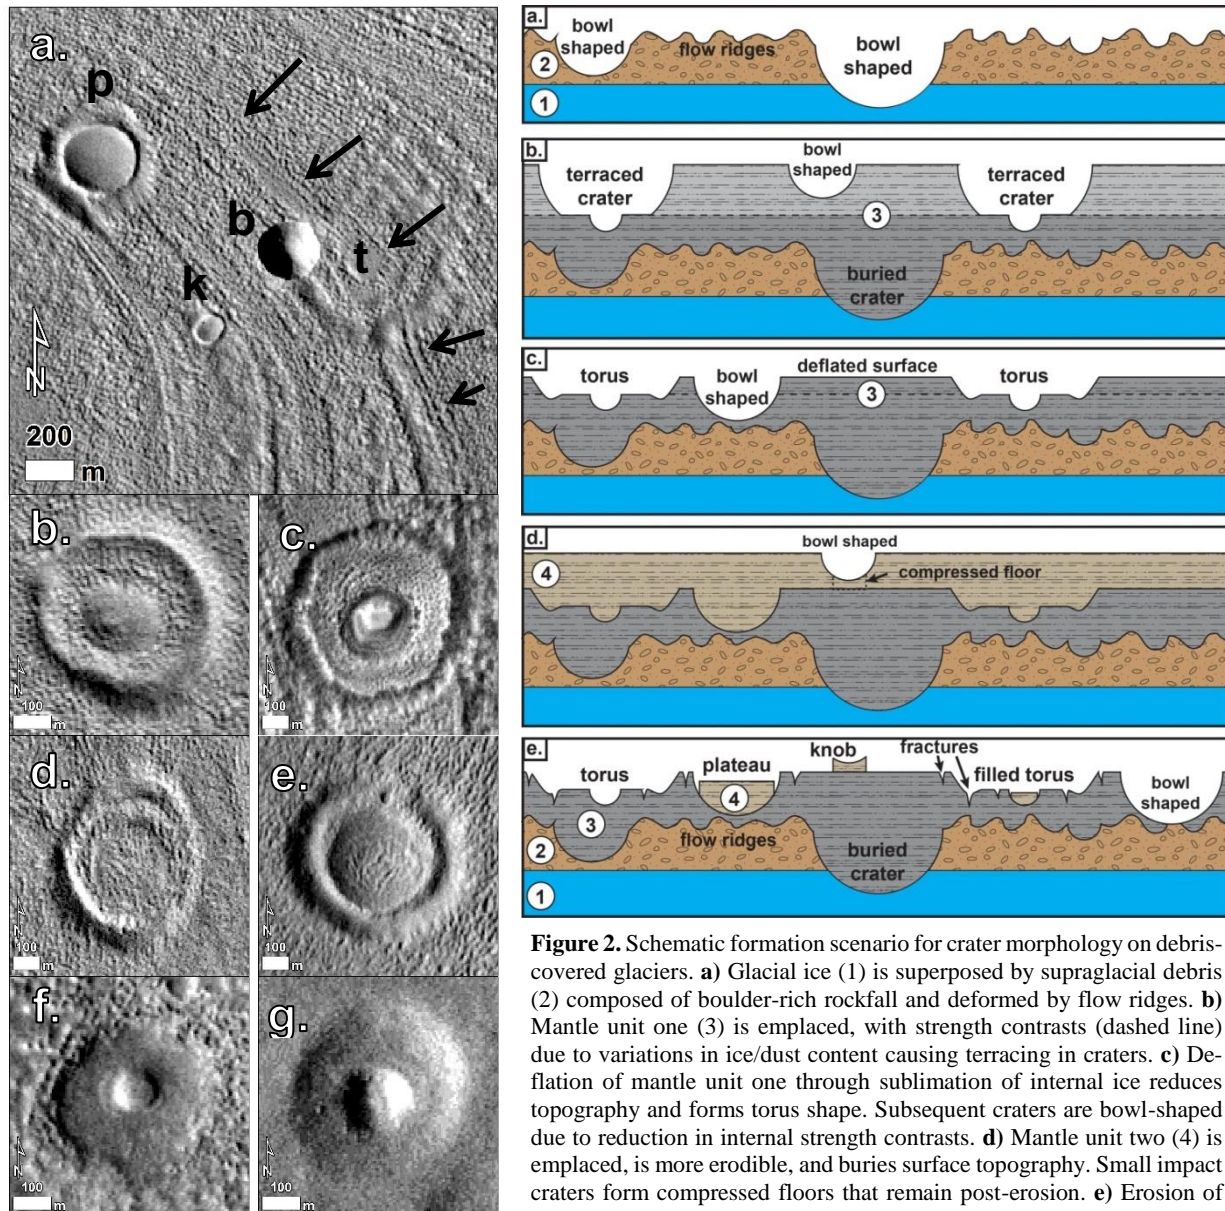 a.
p
b
t
k
N
200
m
b.
N
100
m
c.
N
100
m
d.
N
100
m
e.
N
100
m
f.
N
100
m
g.
N
100
m
a.
bowl
shaped
flow ridges
bowl
shaped
2
1
b.
terraced
crater
bowl
shaped
terraced
crater
3
buried
crater
c.
torus
bowl
shaped
deflated surface
3
torus
d.
bowl shaped
4
compressed floor
e.
torus
plateau
knob
fractures
filled torus
bowl
shaped
4
3
2
flow ridges
buried
crater
1
Figure 2. Schematic formation scenario for crater morphology on debris-
covered glaciers. a) Glacial ice (1) is superposed by supraglacial debris
(2) composed of boulder-rich rockfall and deformed by flow ridges. b)
Mantle unit one (3) is emplaced, with strength contrasts (dashed line)
due to variations in ice/dust content causing terracing in craters. c) De-
flation of mantle unit one through sublimation of internal ice reduces
topography and forms torus shape. Subsequent craters are bowl-shaped
due to reduction in internal strength contrasts. d) Mantle unit two (4) is
emplaced, is more erodible, and buries surface topography. Small impact
craters form compressed floors that remain post-erosion. e) Erosion of